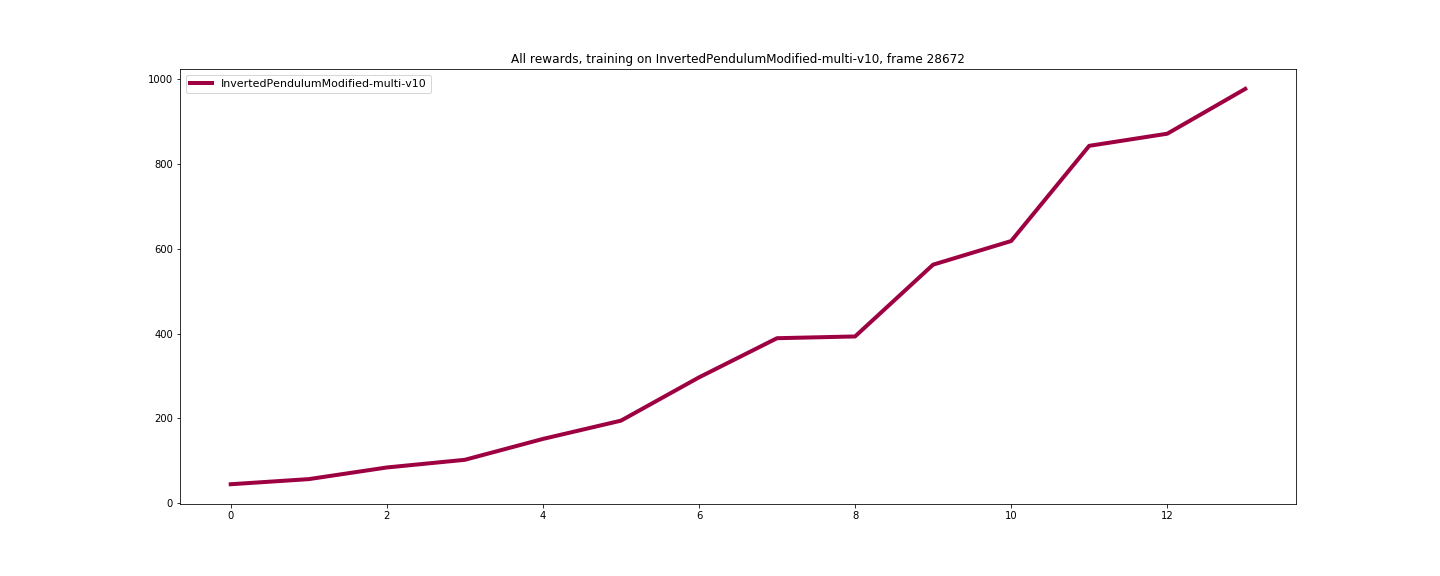 All rewards, training on InvertedPendulumModified-multi-v10, frame 28672
InvertedPendulumModified-multi-v10
1000
800
600
400
200
0
0 2 4 6 8 10 12